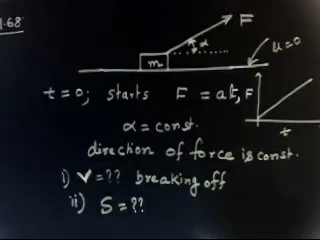 1.68
F
α
m
u=0
t=0; starts F = at, F
t
α = const.
direction of force is const.
i) v = ?? breaking off
ii) S = ??